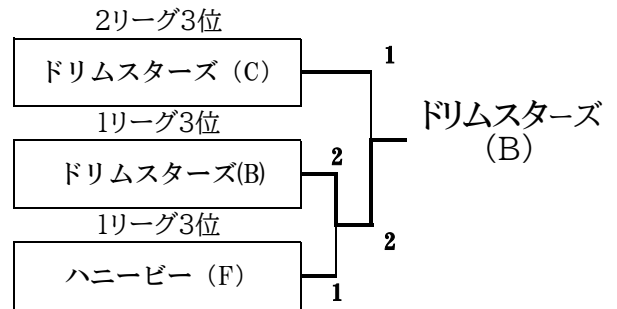 2リーグ3位
ドリムスターズ（C）
1
1リーグ3位
ドリムスターズ
（B）
ドリムスターズ(B)
2
1リーグ3位
2
ハニービー（F）
1